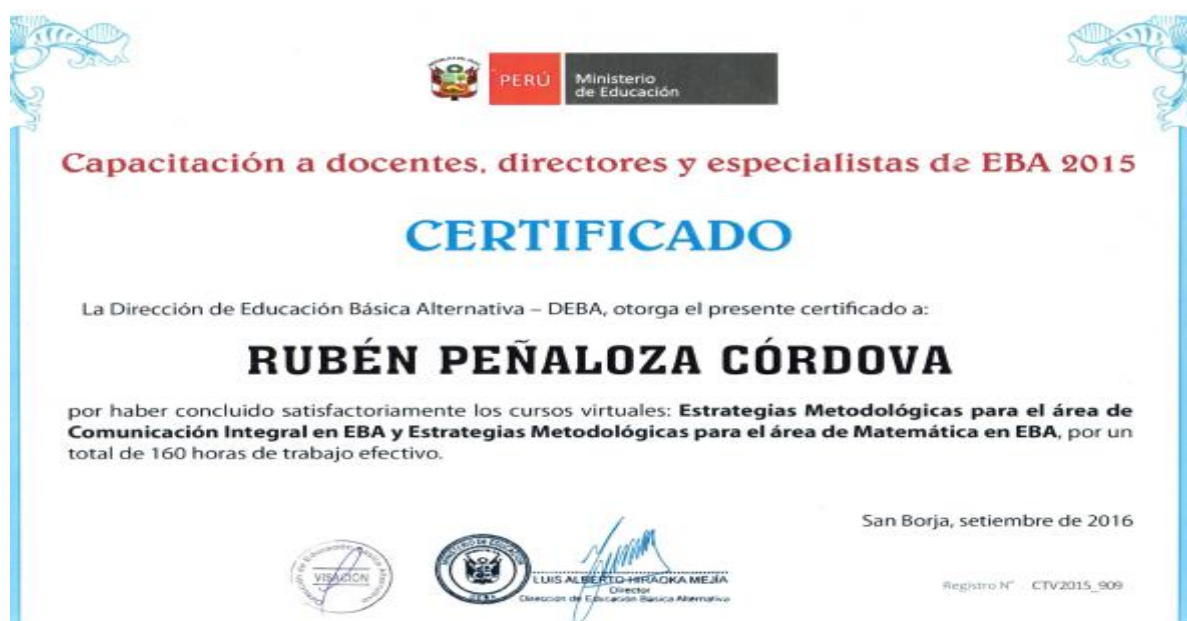 PERÚ
Ministerio
de Educación
Capacitación a docentes, directores y especialistas de EBA 2015
CERTIFICADO
La Dirección de Educación Básica Alternativa – DEBA, otorga el presente certificado a:
RUBÉN PEÑALOZA CÓRDOVA
por haber concluido satisfactoriamente los cursos virtuales: Estrategias Metodológicas para el área de
Comunicación Integral en EBA y Estrategias Metodológicas para el área de Matemática en EBA, por un
total de 160 horas de trabajo efectivo.
San Borja, setiembre de 2016
VISACIÓN
LUIS ALBERTO HIRAOKA MEJÍA
Director
Dirección de Educación Básica Alternativa
Registro N° CTV2015_909